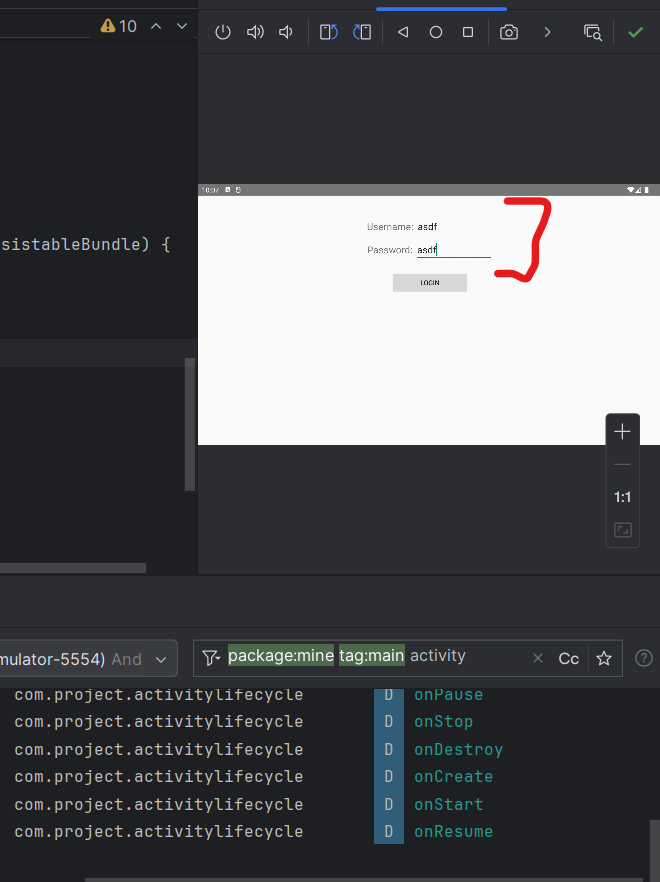 10
sistableBundle) {
10:07
Username: asdf
Password: asdf
LOGIN
1:1
mulator-5554) And
package:mine tag:main activity
Cc
?
com.project.activitylifecycle D onPause
com.project.activitylifecycle D onStop
com.project.activitylifecycle D onDestroy
com.project.activitylifecycle D onCreate
com.project.activitylifecycle D onStart
com.project.activitylifecycle D onResume